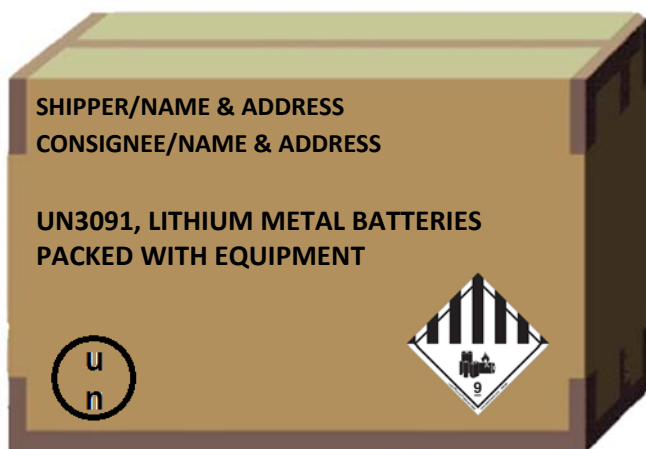 SHIPPER/NAME & ADDRESS
CONSIGNEE/NAME & ADDRESS
UN3091, LITHIUM METAL BATTERIES
PACKED WITH EQUIPMENT
u
n
9